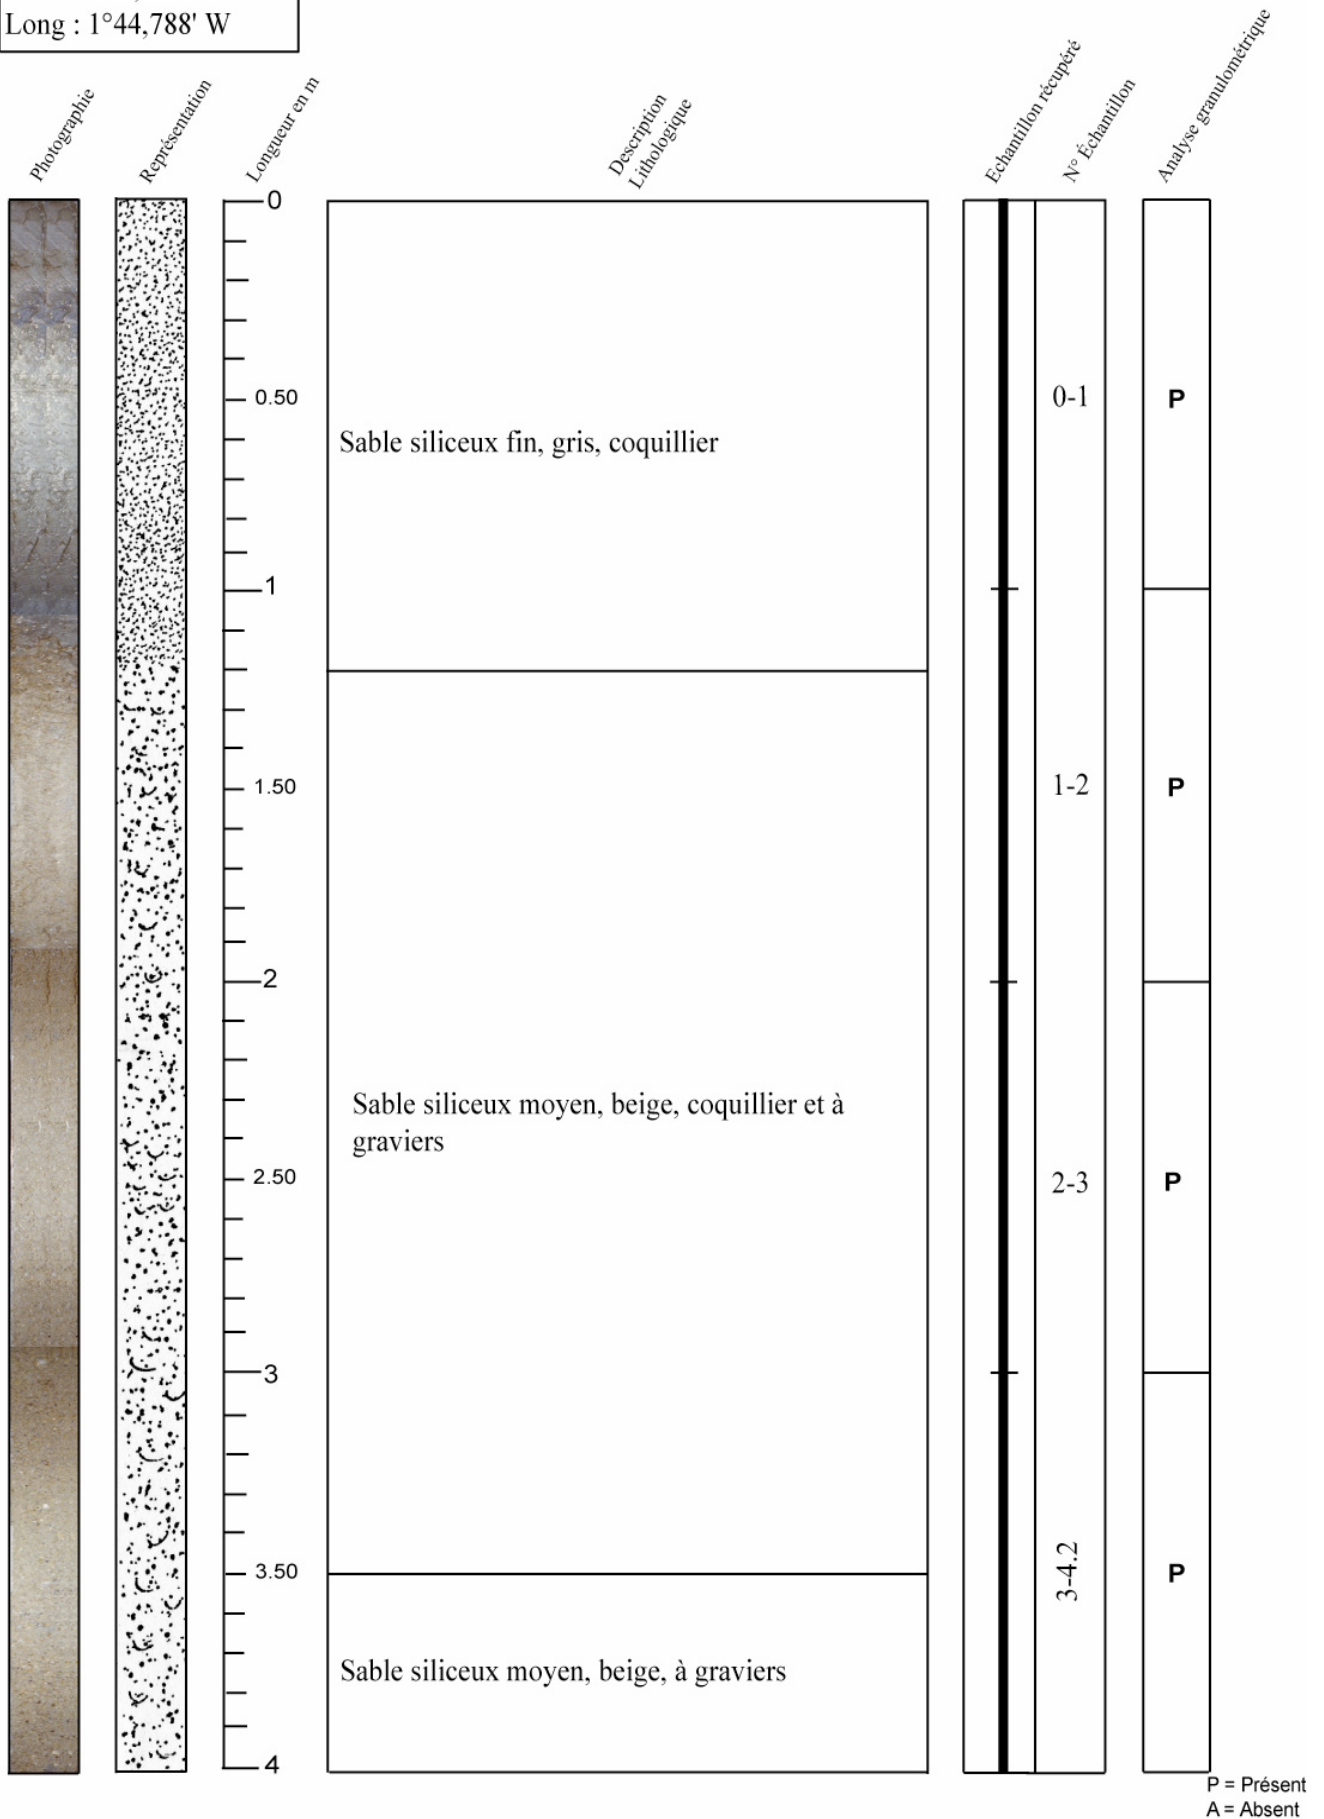 Long : 1°44,788' W
Photographie
Représentation
Longueur en m
Description
Lithologique
Echantillon récupéré
N° Échantillon
Analyse granulométrique
0
0.50
0-1
P
Sable siliceux fin, gris, coquillier
1
1.50
1-2
P
2
Sable siliceux moyen, beige, coquillier et à
graviers
2.50
2-3
P
3
3.50
3-4.2
P
Sable siliceux moyen, beige, à graviers
4
P = Présent
A = Absent